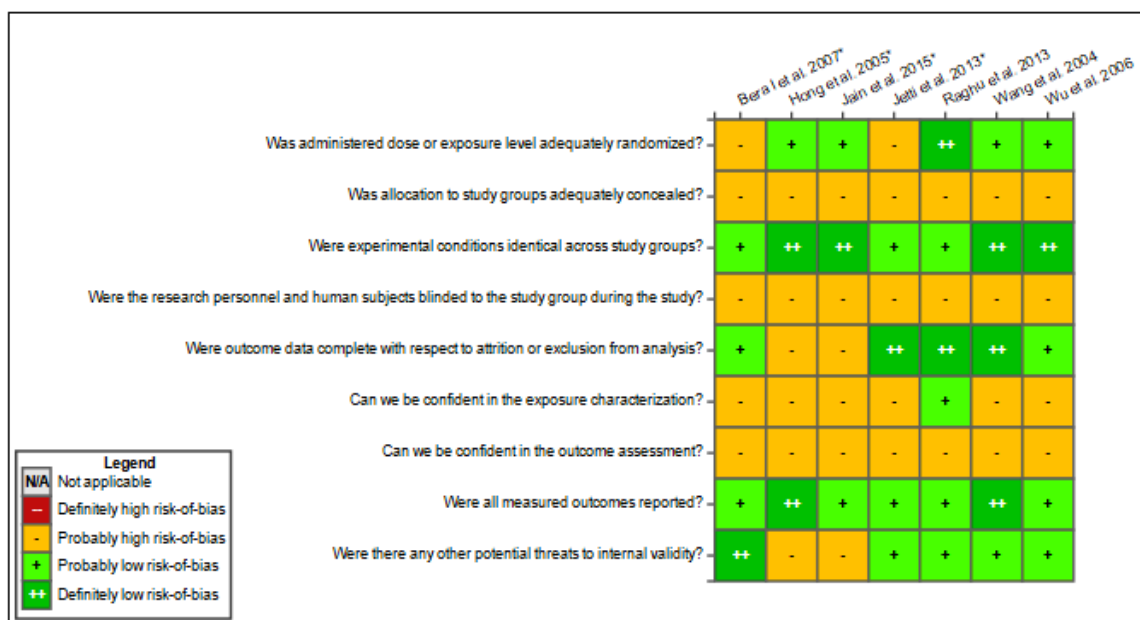 Beral et al. 2007*
Hong et al. 2005*
Jain et al. 2015*
Jetti et al. 2013*
Raghu et al. 2013
Wang et al. 2004
Wu et al. 2006
Was administered dose or exposure level adequately randomized? - + + - ++ + +
Was allocation to study groups adequately concealed? - - - - - - -
Were experimental conditions identical across study groups? + ++ ++ + + ++ ++
Were the research personnel and human subjects blinded to the study group during the study? - - - - - - -
Were outcome data complete with respect to attrition or exclusion from analysis? + - - ++ ++ ++ +
Can we be confident in the exposure characterization? - - - - + - -
Can we be confident in the outcome assessment? - - - - - - -
Were all measured outcomes reported? + ++ + + + ++ +
Were there any other potential threats to internal validity? ++ - - + + + +
Legend
N/A Not applicable
-- Definitely high risk-of-bias
- Probably high risk-of-bias
+ Probably low risk-of-bias
++ Definitely low risk-of-bias